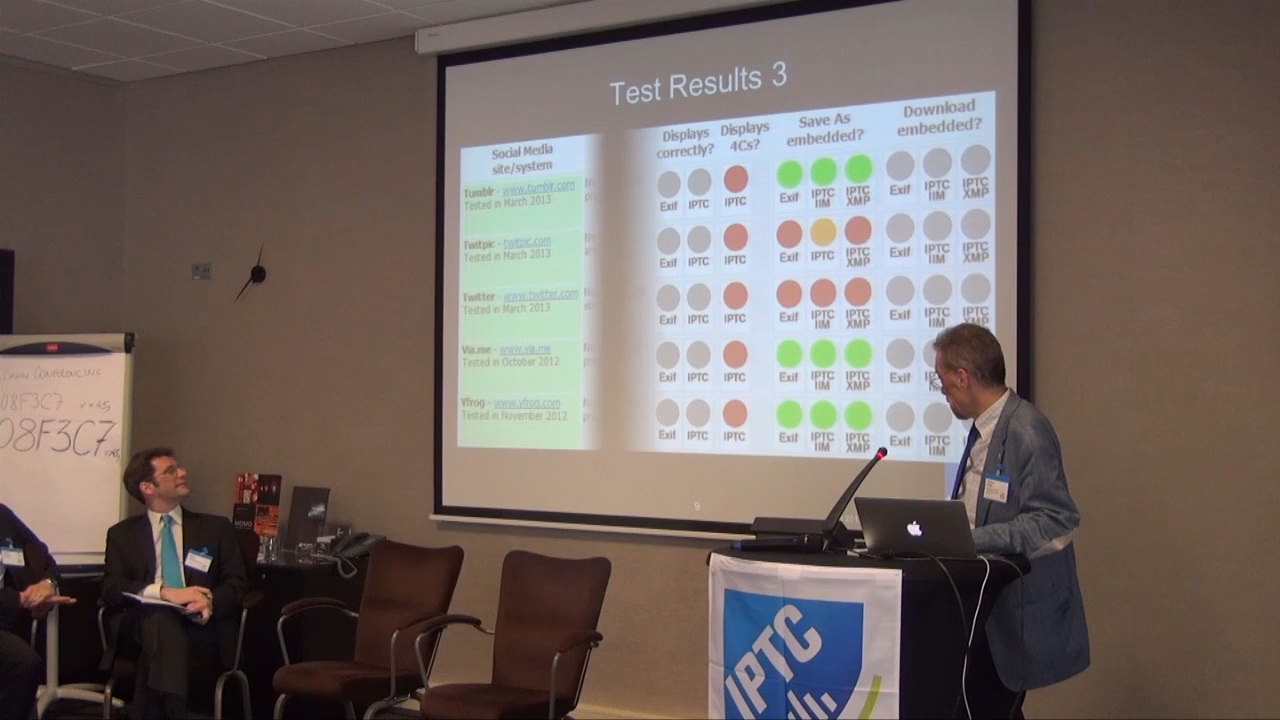 Test Results 3
Social Media
site/system
Displays
correctly?
Displays
4Cs?
Save As
embedded?
Download
embedded?
Tumblr - www.tumblr.com
Tested in March 2013
Exif IPTC IPTC Exif IPTC IIM IPTC XMP Exif IPTC IIM IPTC XMP
Twitpic - twitpic.com
Tested in March 2013
Exif IPTC IPTC Exif IPTC IPTC XMP Exif IPTC IIM IPTC XMP
Twitter - www.twitter.com
Tested in March 2013
Exif IPTC IPTC Exif IPTC IIM IPTC XMP Exif IPTC IIM IPTC XMP
Via.me - www.via.me
Tested in October 2012
Exif IPTC IPTC Exif IPTC IIM IPTC XMP Exif IPTC IIM
Yfrog - www.yfrog.com
Tested in November 2012
Exif IPTC IPTC Exif IPTC IIM IPTC XMP Exif IPTC IIM
9
CONFERENCING
08F3C7
08F3C7
MOMO
IPTC